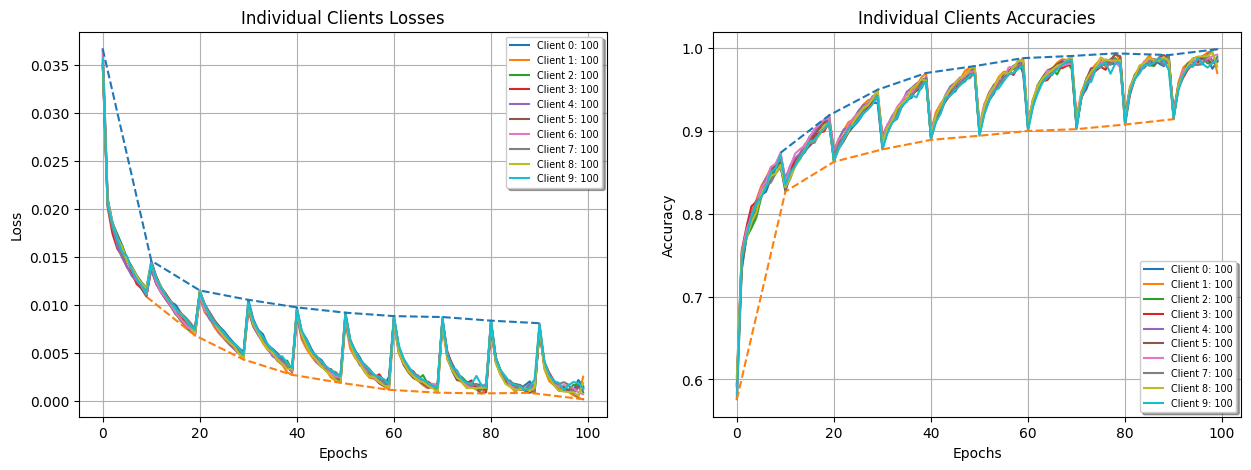 Individual Clients Losses
Loss
0.035
0.030
0.025
0.020
0.015
0.010
0.005
0.000
0
20
40
60
80
100
Epochs
Client 0: 100
Client 1: 100
Client 2: 100
Client 3: 100
Client 4: 100
Client 5: 100
Client 6: 100
Client 7: 100
Client 8: 100
Client 9: 100
Individual Clients Accuracies
Accuracy
1.0
0.9
0.8
0.7
0.6
0
20
40
60
80
100
Epochs
Client 0: 100
Client 1: 100
Client 2: 100
Client 3: 100
Client 4: 100
Client 5: 100
Client 6: 100
Client 7: 100
Client 8: 100
Client 9: 100